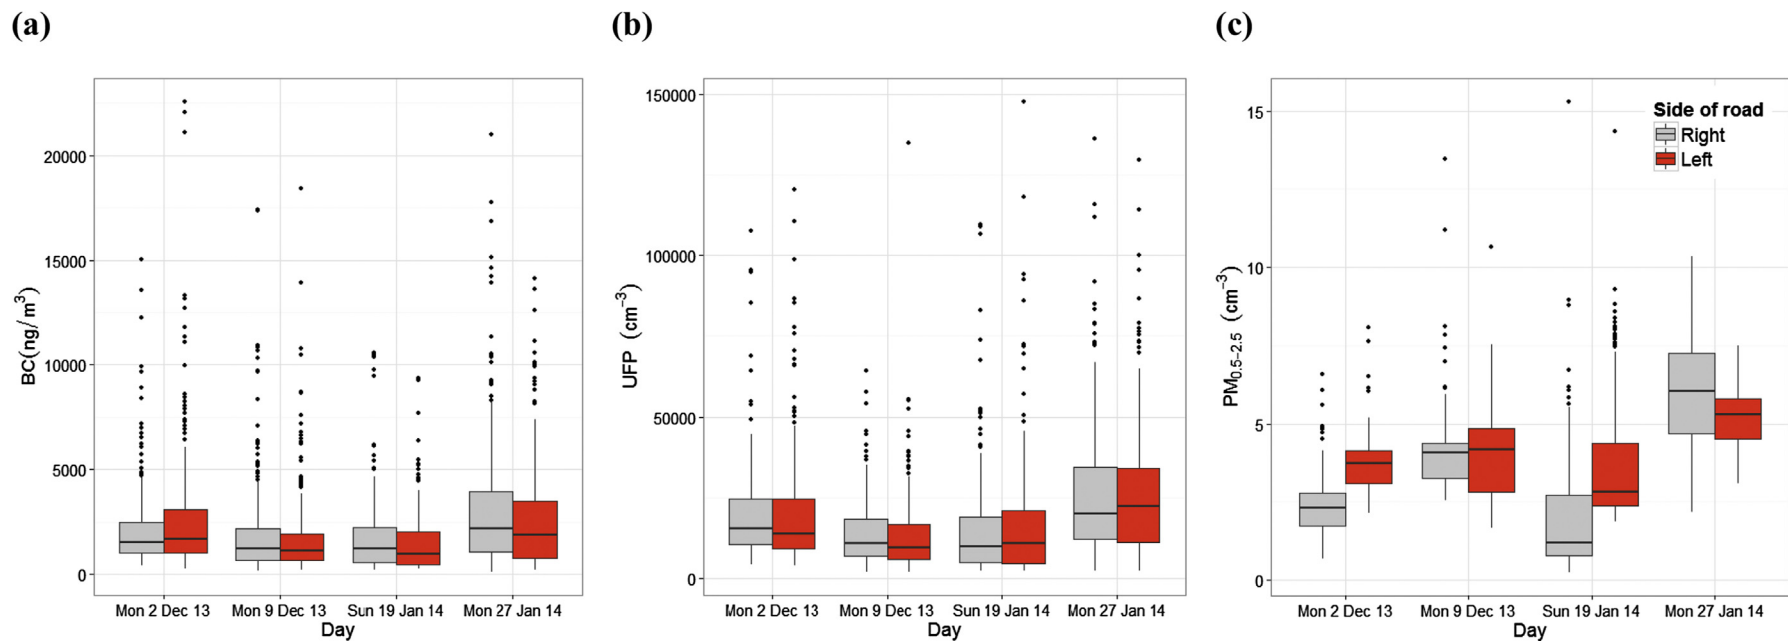 (a)
BC(ng/m³)
20000
15000
10000
5000
0
Mon 2 Dec 13 Mon 9 Dec 13 Sun 19 Jan 14 Mon 27 Jan 14
Day
(b)
UFP (cm⁻³)
150000
100000
50000
0
Mon 2 Dec 13 Mon 9 Dec 13 Sun 19 Jan 14 Mon 27 Jan 14
Day
(c)
PM₀.₅₋₂.₅ (cm⁻³)
15
10
5
0
Side of road
Right
Left
Mon 2 Dec 13 Mon 9 Dec 13 Sun 19 Jan 14 Mon 27 Jan 14
Day